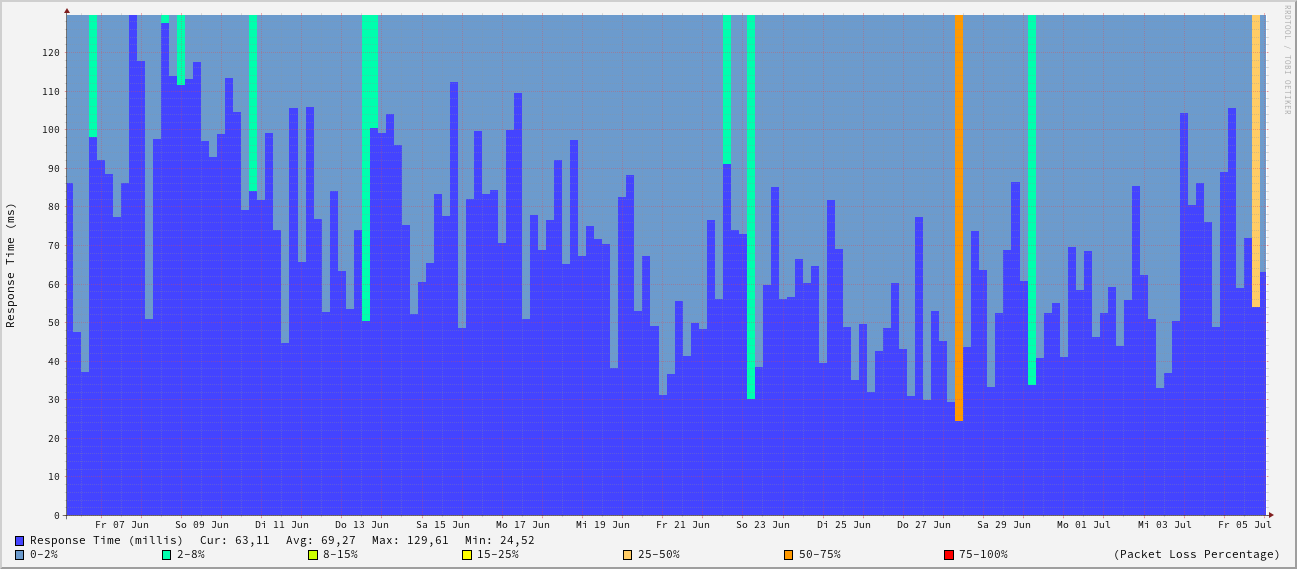 RRDTOOL / TOBI OETIKER
Response Time (ms)
120
110
100
90
80
70
60
50
40
30
20
10
0
Fr 07 Jun So 09 Jun Di 11 Jun Do 13 Jun Sa 15 Jun Mo 17 Jun Mi 19 Jun Fr 21 Jun So 23 Jun Di 25 Jun Do 27 Jun Sa 29 Jun Mo 01 Jul Mi 03 Jul Fr 05 Jul
Response Time (millis) Cur: 63,11 Avg: 69,27 Max: 129,61 Min: 24,52
0-2% 2-8% 8-15% 15-25% 25-50% 50-75% 75-100% (Packet Loss Percentage)